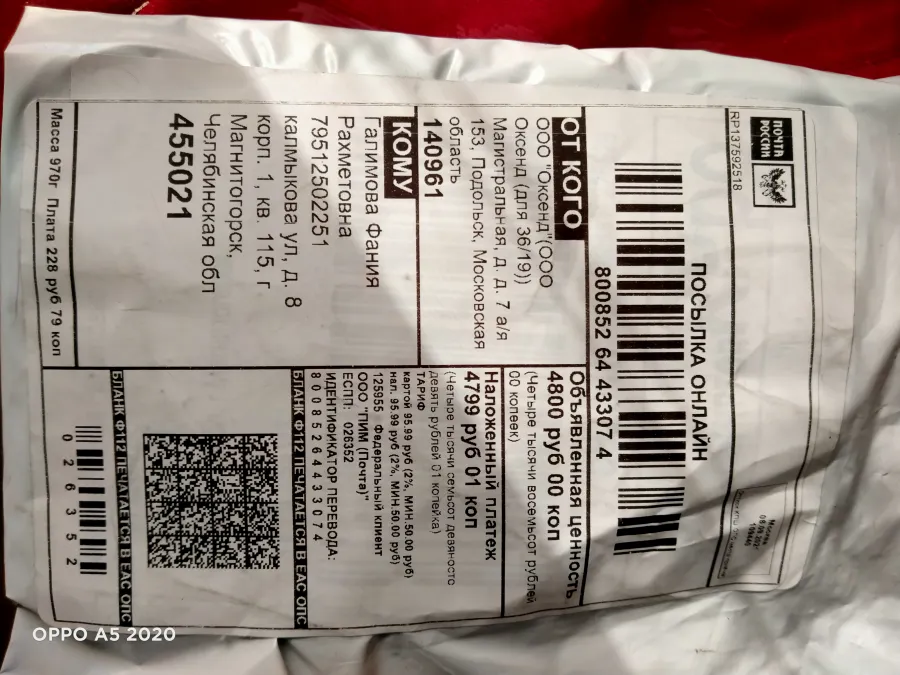 ПОЧТА
РОССИИ
RP137592518
ПОСЫЛКА ОНЛАЙН
800852 64 43307 4
ОТ КОГО
ООО "Оксенд"(ООО
Оксенд (для 36/19))
Магистральная, д. д. 7 а/я
153, Подольск, Московская
область
140961
КОМУ
Галимова Фания
Рахметовна
79512502251
калмыкова ул, д. 8
корп. 1, кв. 115, г
Магнитогорск,
Челябинская обл
455021
Масса 970г Плата 228 руб 79 коп
Объявленная ценность
4800 руб 00 коп
(Четыре тысячи восемьсот рублей
00 копеек)
Наложенный платеж
4799 руб 01 коп
(Четыре тысячи семьсот девяносто
девять рублей 01 копейка)
ТАРИФ
картой 95.99 руб (2%, МИН.50.00 руб)
нал. 95.99 руб (2%, МИН.50.00 руб)
125955 Федеральный клиент
ООО "ПИМ (Почта)"
ЕСПП: 026352
ИДЕНТИФИКАТОР ПЕРЕВОДА:
80085264433074
БЛАНК Ф112 ПЕЧАТАЕТСЯ В ЕАС ОПС
БЛАНК Ф112 ПЕЧАТАЕТСЯ В ЕАС ОПС
0 2 6 3 5 2
Москва
OPPO A5 2020